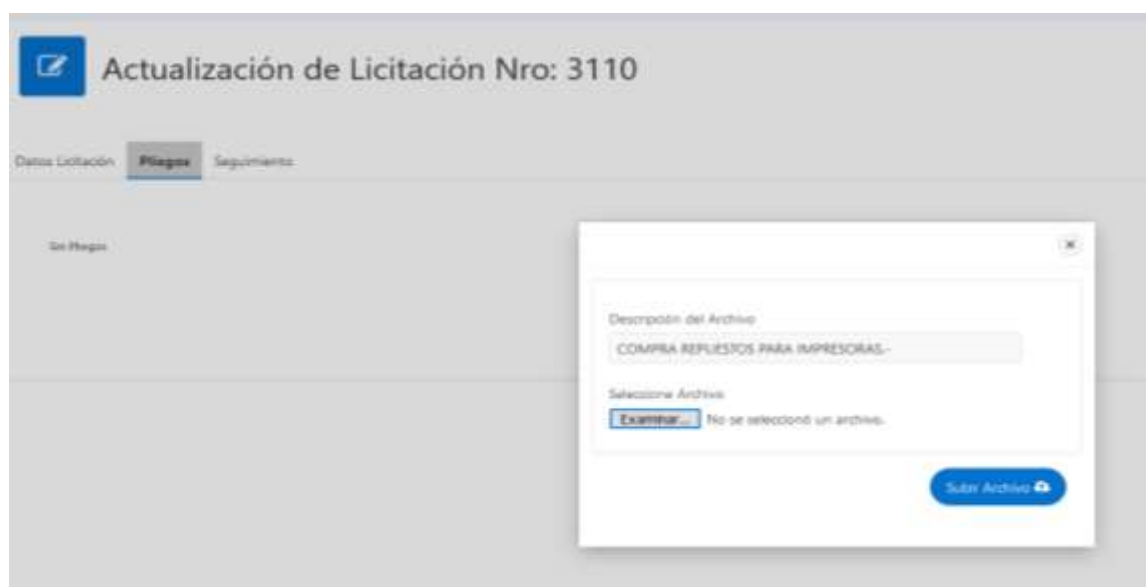 Actualización de Licitación Nro: 3110
Datos Licitación Pliegos Seguimiento
Sin Pliegos
Descripción del Archivo
COMPRA REPUESTOS PARA IMPRESORAS.-
Seleccione Archivo
Examinar... No se seleccionó un archivo.
Subir Archivo